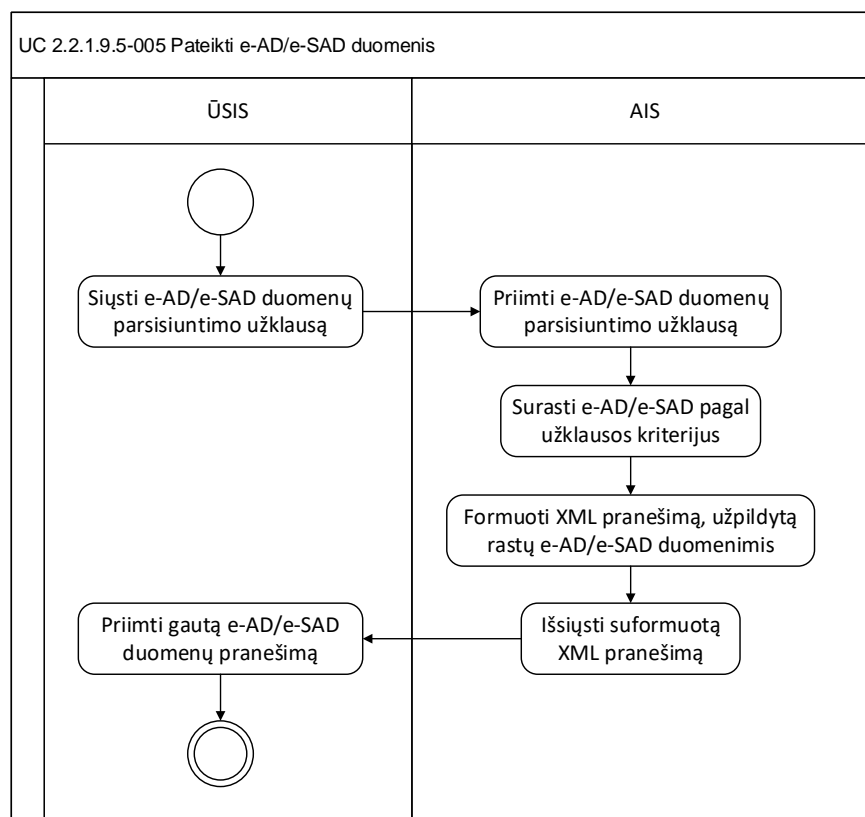 UC 2.2.1.9.5-005 Pateikti e-AD/e-SAD duomenis
ŪSIS
AIS
Siųsti e-AD/e-SAD duomenų
parsisiuntimo užklausą
Priimti e-AD/e-SAD duomenų
parsisiuntimo užklausą
Surasti e-AD/e-SAD pagal
užklausos kriterijus
Formuoti XML pranešimą, užpildytą
rastų e-AD/e-SAD duomenimis
Išsiųsti suformuotą
XML pranešimą
Priimti gautą e-AD/e-SAD
duomenų pranešimą